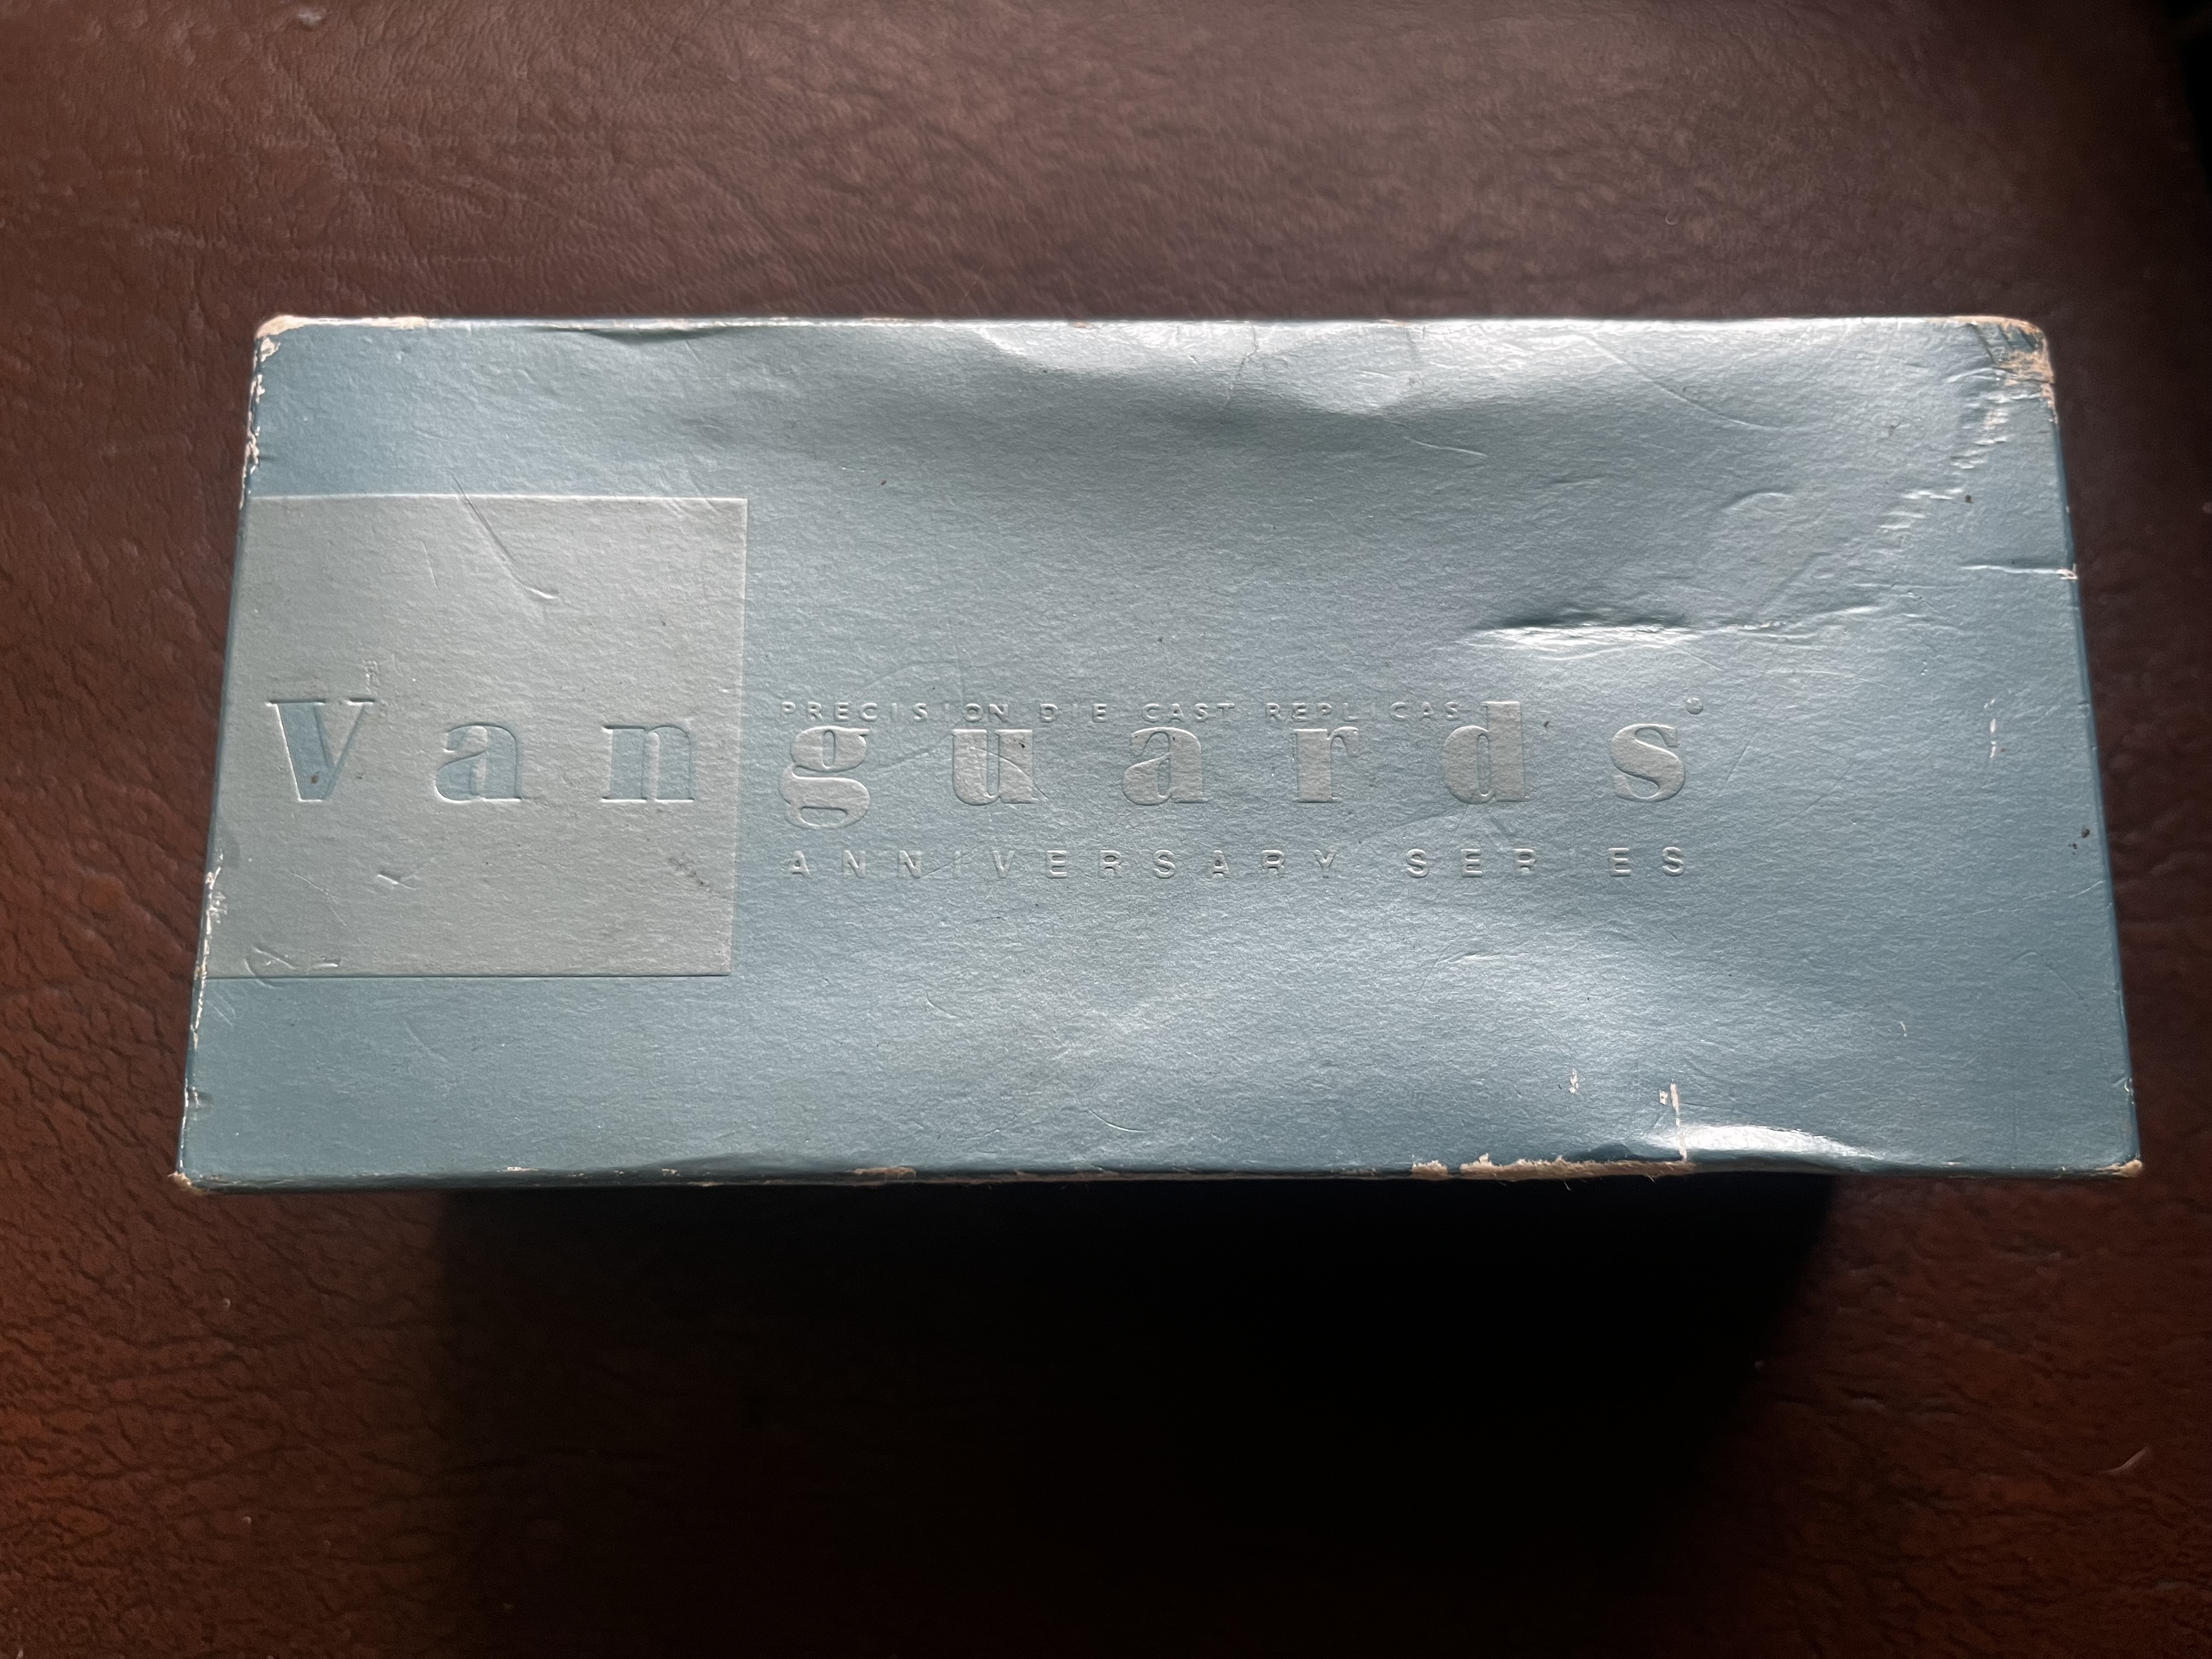 PRECISION DIE CAST REPLICAS
Vanguards
ANNIVERSARY SERIES